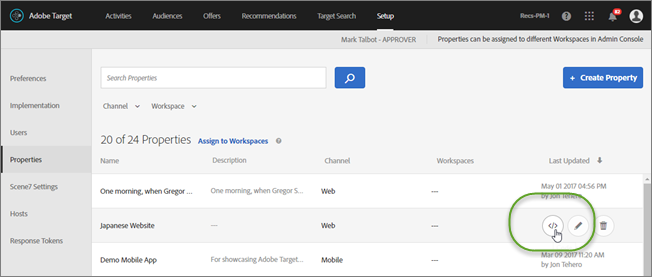 Adobe Target Activities Audiences Offers Recommendations Target Search Setup Recs-PM-1 82
Mark Talbot - APPROVER Properties can be assigned to different Workspaces in Admin Console
Preferences
Implementation
Users
Properties
Scene7 Settings
Hosts
Response Tokens
Search Properties
+ Create Property
Channel Workspace
20 of 24 Properties Assign to Workspaces ?
Name Description Channel Workspaces Last Updated
One morning, when Gregor ... One morning, when Gregor S... Web --- May 01 2017 04:56 PM
by Jon Tehero
Japanese Website --- Web --- </>
Demo Mobile App For showcasing Adobe Target... Mobile --- Mar 09 2017 11:20 AM
by Jon Tehero